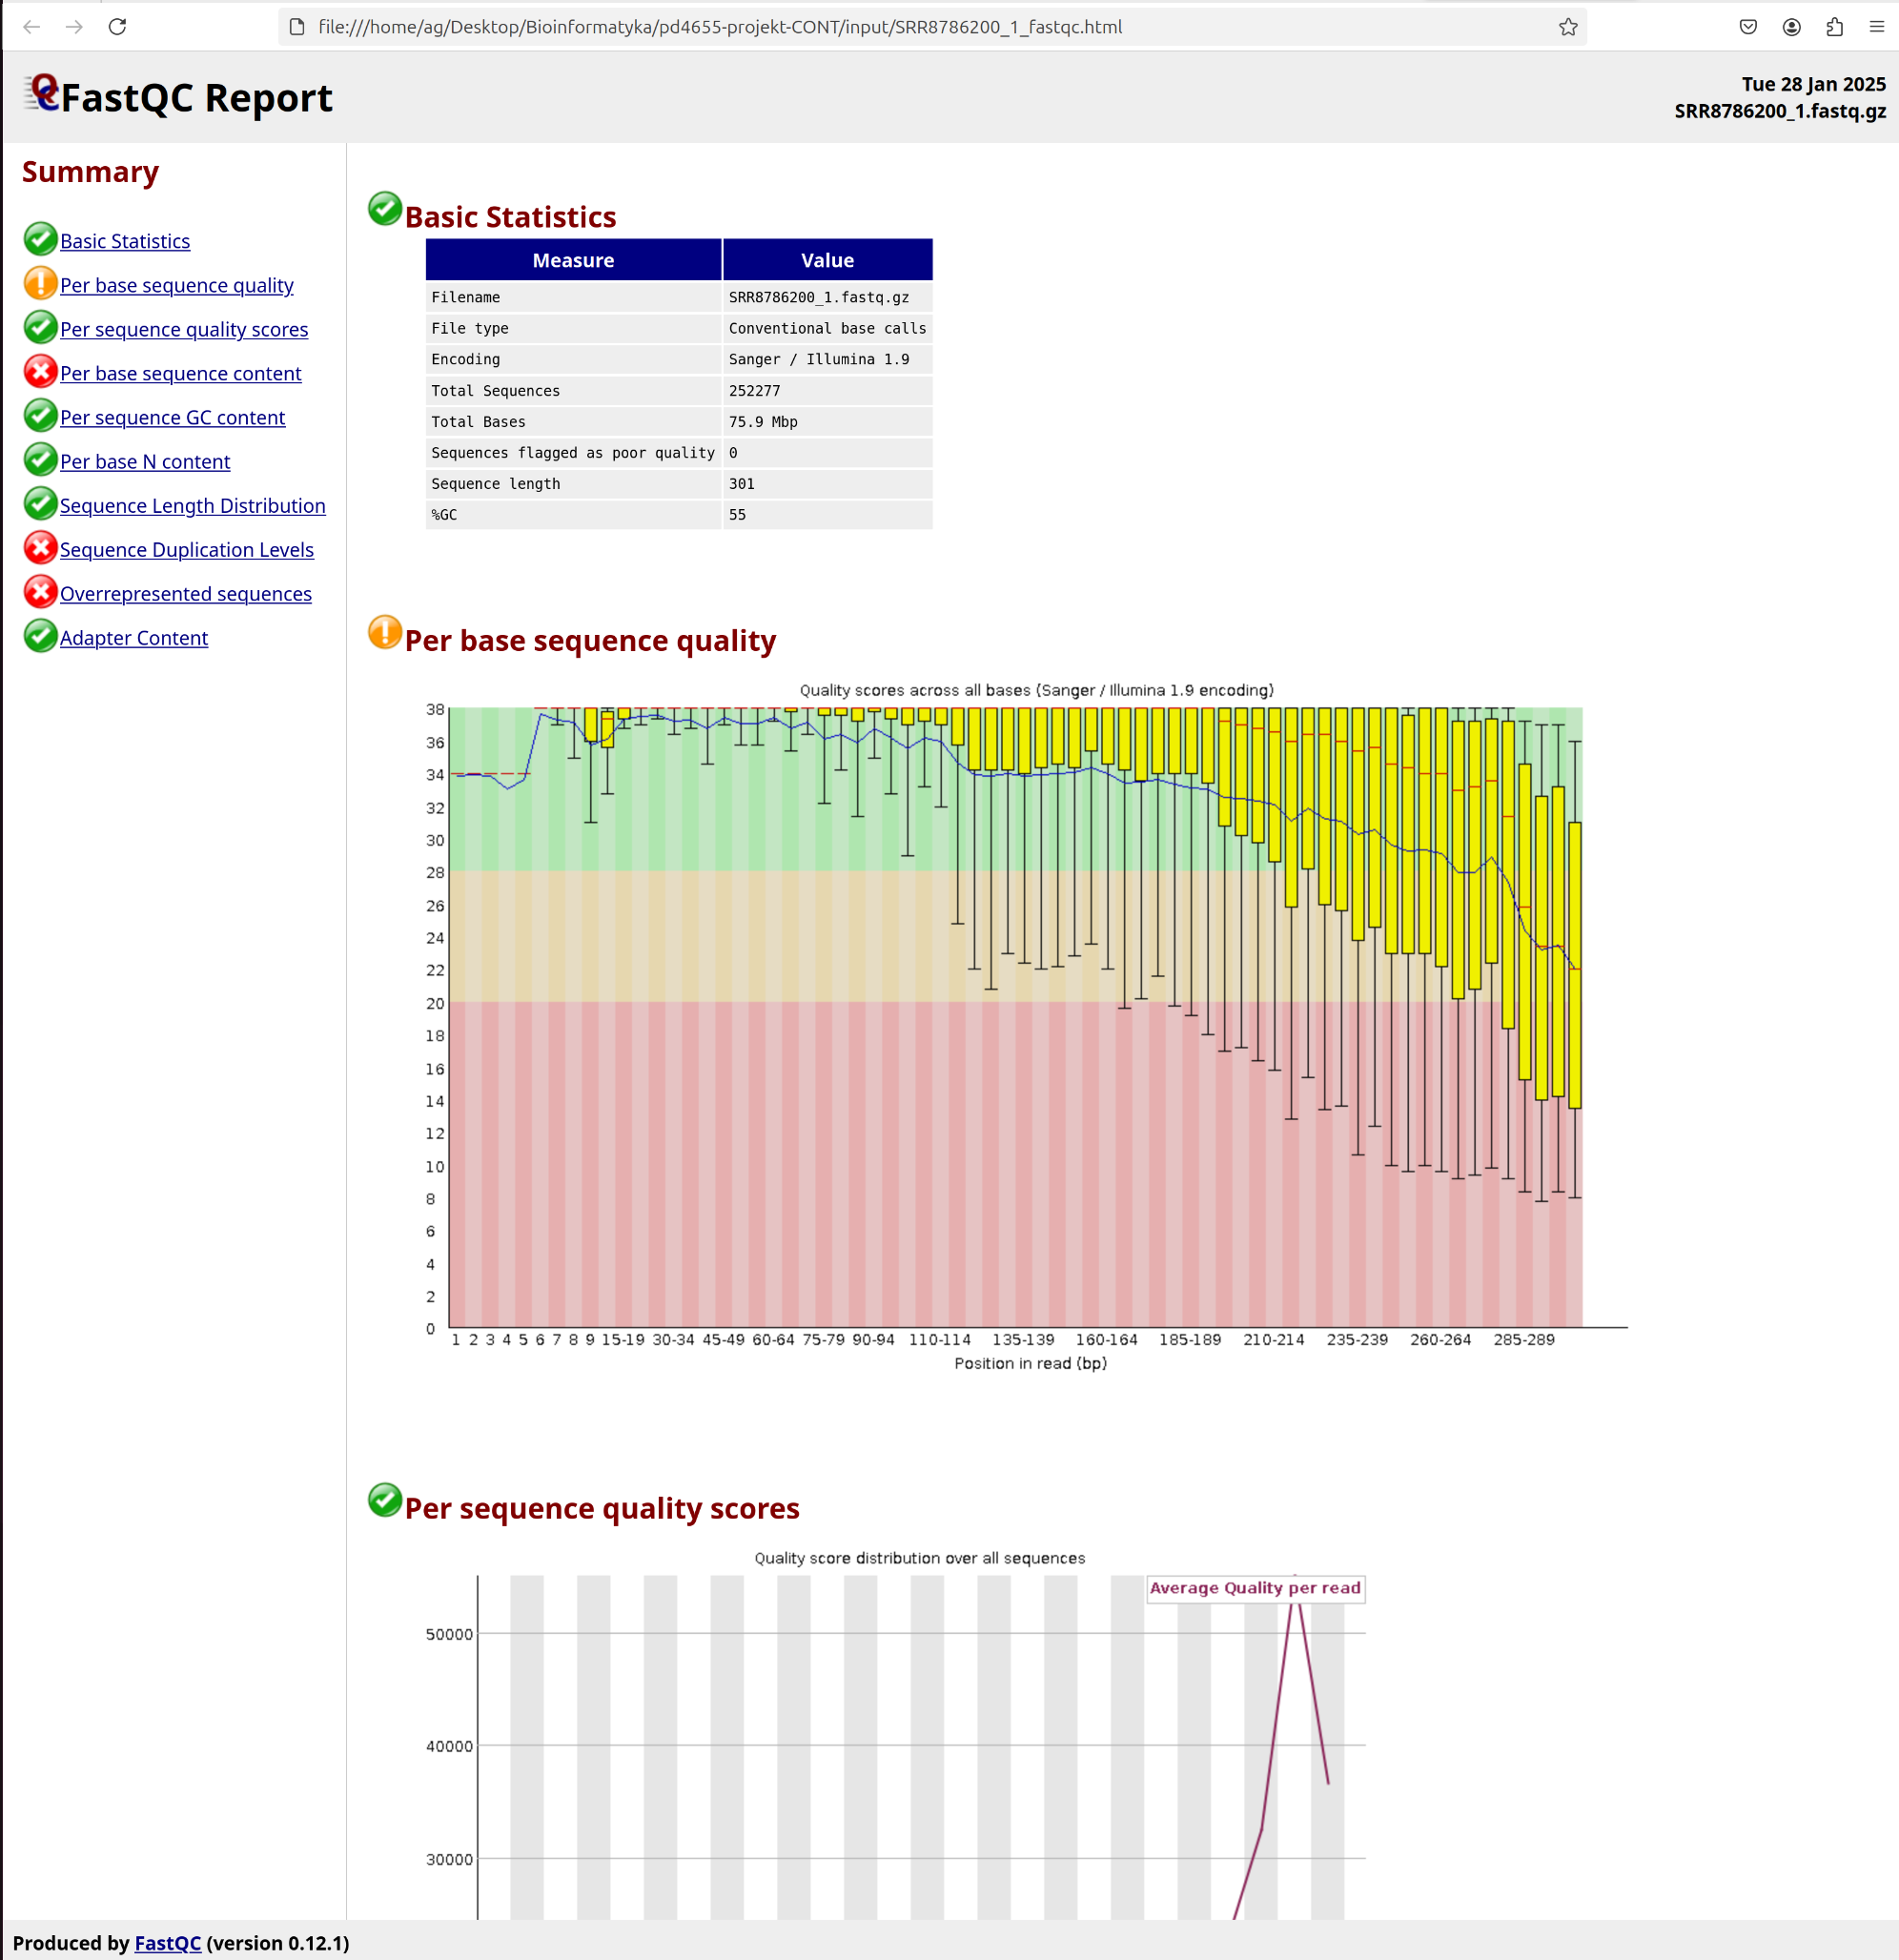 file:///home/ag/Desktop/Bioinformatyka/pd4655-projekt-CONT/input/SRR8786200_1_fastqc.html
FastQC Report
Tue 28 Jan 2025
SRR8786200_1.fastq.gz
Summary
Basic Statistics
Per base sequence quality
Per sequence quality scores
Per base sequence content
Per sequence GC content
Per base N content
Sequence Length Distribution
Sequence Duplication Levels
Overrepresented sequences
Adapter Content
Basic Statistics
Measure Value
Filename SRR8786200_1.fastq.gz
File type Conventional base calls
Encoding Sanger / Illumina 1.9
Total Sequences 252277
Total Bases 75.9 Mbp
Sequences flagged as poor quality 0
Sequence length 301
%GC 55
Per base sequence quality
Quality scores across all bases (Sanger / Illumina 1.9 encoding)
38
36
34
32
30
28
26
24
22
20
18
16
14
12
10
8
6
4
2
0
1 2 3 4 5 6 7 8 9 15-19 30-34 45-49 60-64 75-79 90-94 110-114 135-139 160-164 185-189 210-214 235-239 260-264 285-289
Position in read (bp)
Per sequence quality scores
Quality score distribution over all sequences
Average Quality per read
50000
40000
30000
Produced by FastQC (version 0.12.1)